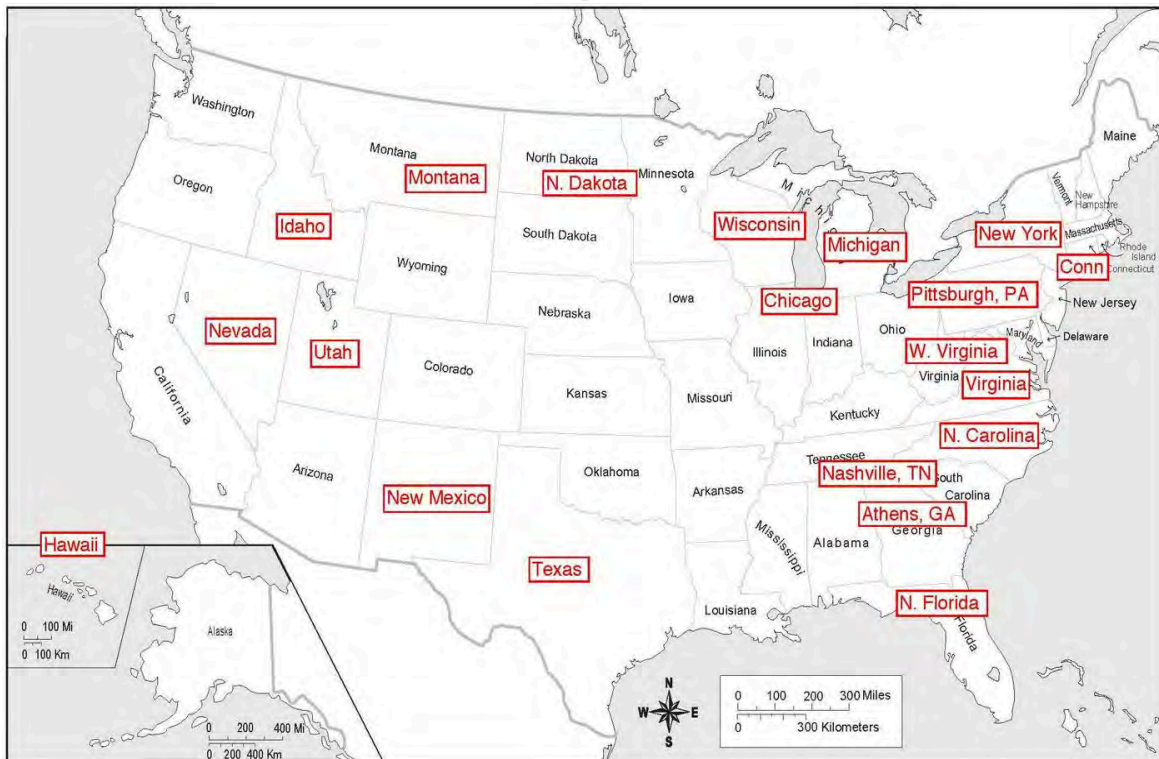 Washington
Montana
North Dakota
Minnesota
Maine
Oregon
Montana
N. Dakota
Vermont
New
Hampshire
Mich
Idaho
Wisconsin
Michigan
New York
Massachusetts
South Dakota
Wyoming
Rhode
Island
Conn
Connecticut
Iowa
Chicago
Pittsburgh, PA
New Jersey
Nebraska
Nevada
Utah
Ohio
Maryland
Delaware
Illinois
Indiana
W. Virginia
Colorado
California
Kansas
Virginia
Virginia
Missouri
Kentucky
N. Carolina
Tennessee
Arizona
Oklahoma
Nashville, TN
South
Carolina
New Mexico
Arkansas
Athens, GA
Georgia
Mississippi
Alabama
Hawaii
Texas
Hawaii
N. Florida
Louisiana
Florida
Alaska
0 100 Mi
0 100 Km
N
W E
S
0 100 200 300 Miles
0 300 Kilometers
0 200 400 Mi
0 200 400 Km